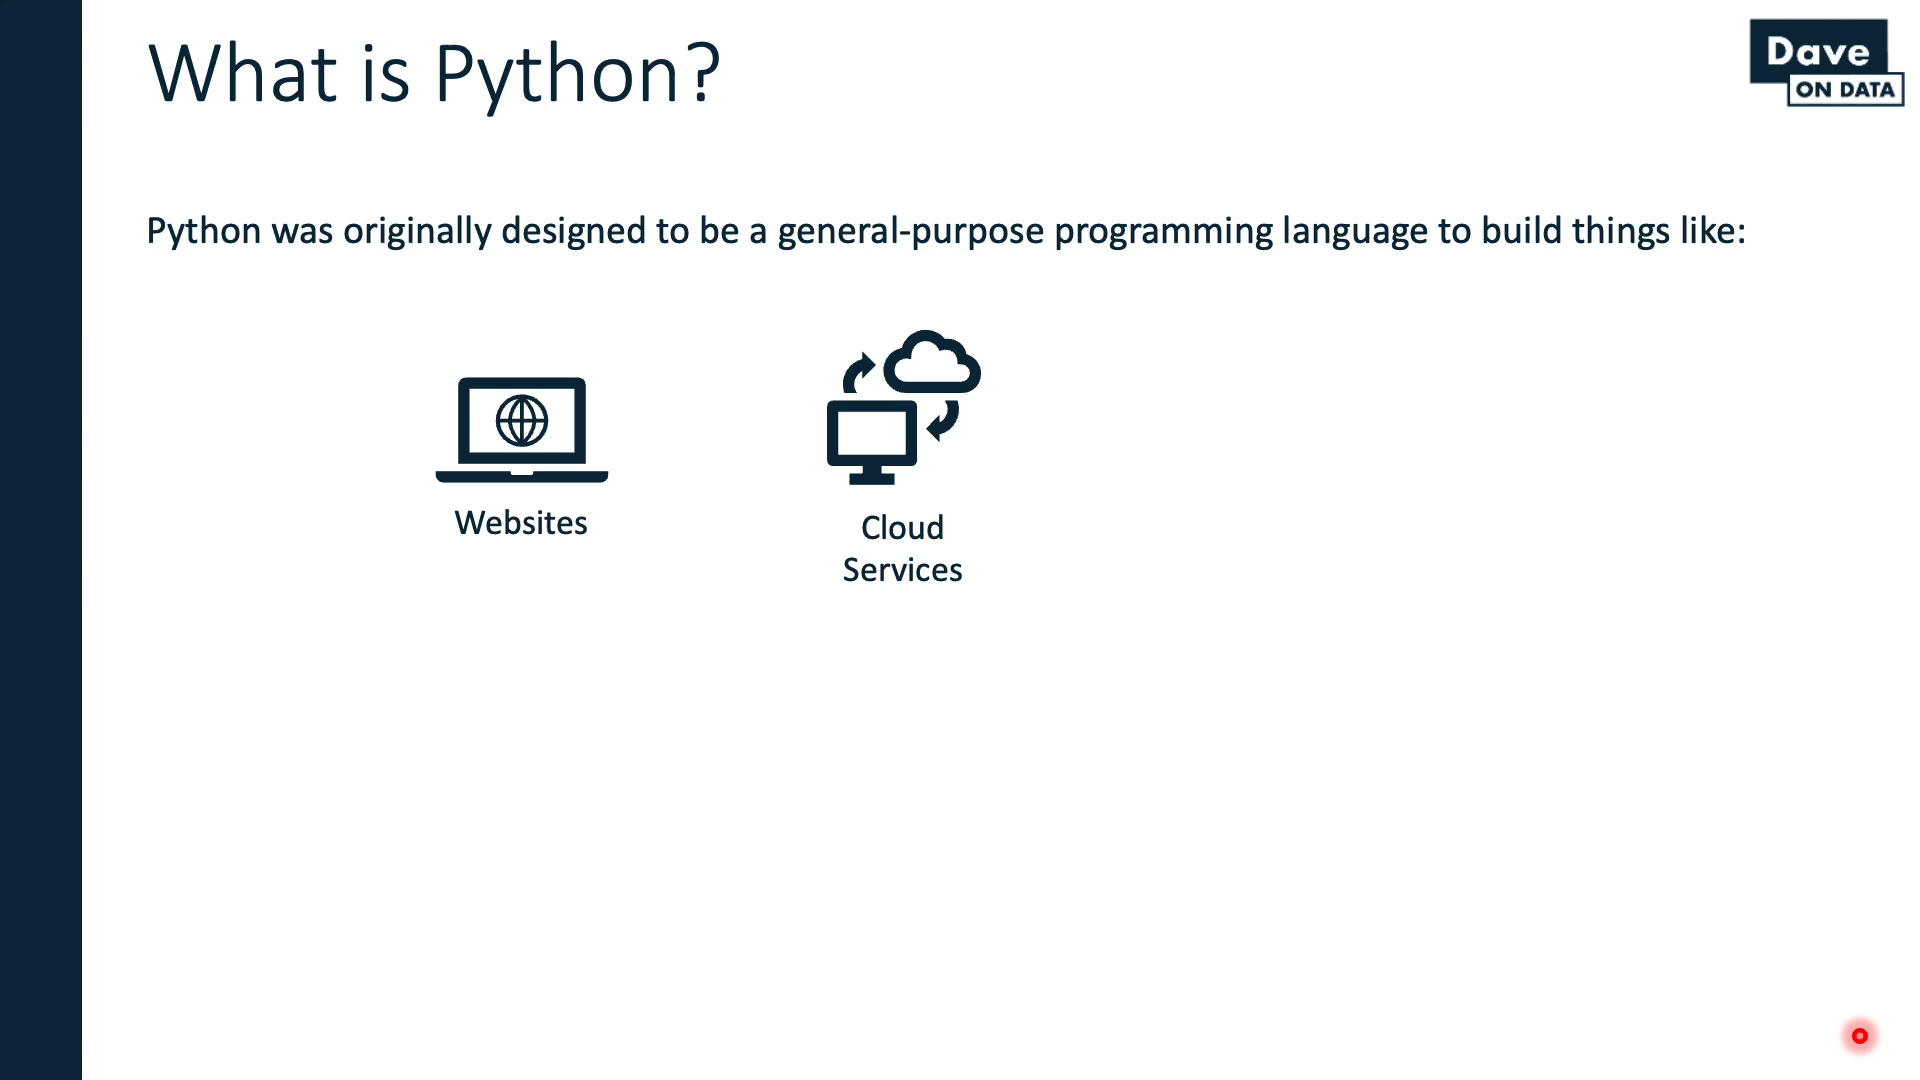 What is Python?
Dave
ON DATA
Python was originally designed to be a general-purpose programming language to build things like:
Websites
Cloud
Services